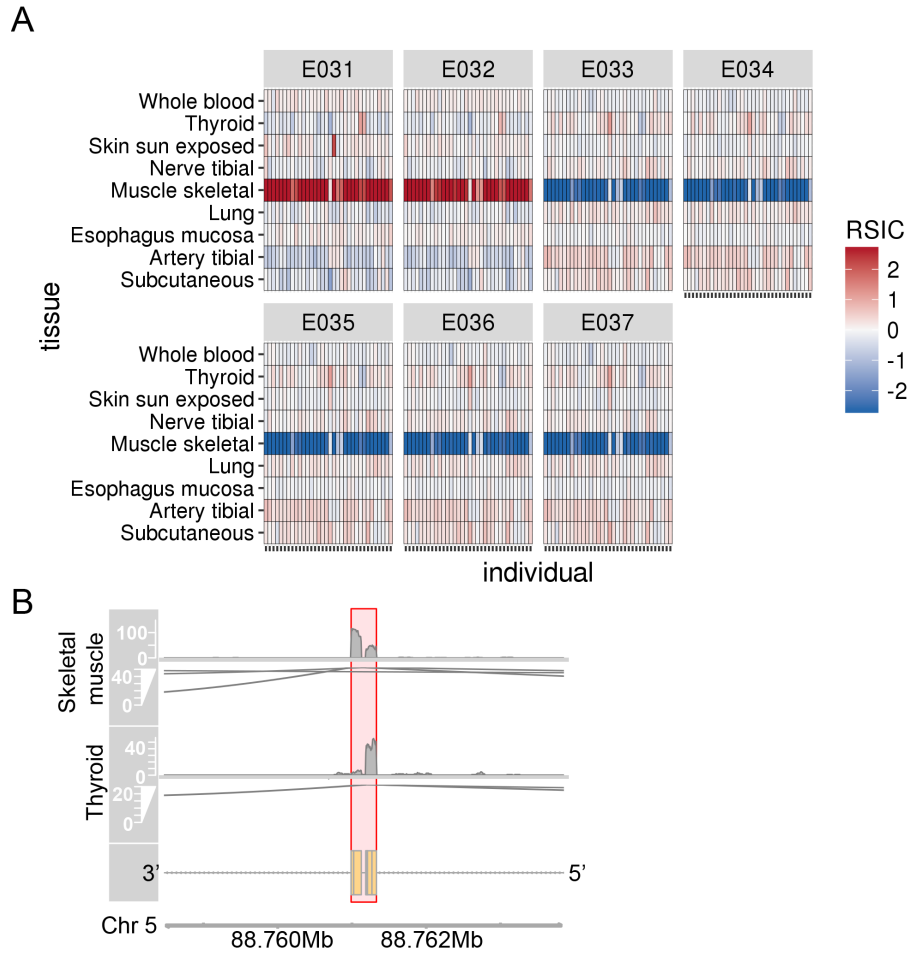 A
E031 E032 E033 E034
Whole blood
Thyroid
Skin sun exposed
Nerve tibial
Muscle skeletal
Lung
Esophagus mucosa
Artery tibial
Subcutaneous
RSIC
2
1
0
-1
-2
tissue
E035 E036 E037
Whole blood
Thyroid
Skin sun exposed
Nerve tibial
Muscle skeletal
Lung
Esophagus mucosa
Artery tibial
Subcutaneous
individual
B
Skeletal
muscle
100
0
40
0
Thyroid
40
0
20
0
3’ 5’
Chr 5
88.760Mb 88.762Mb